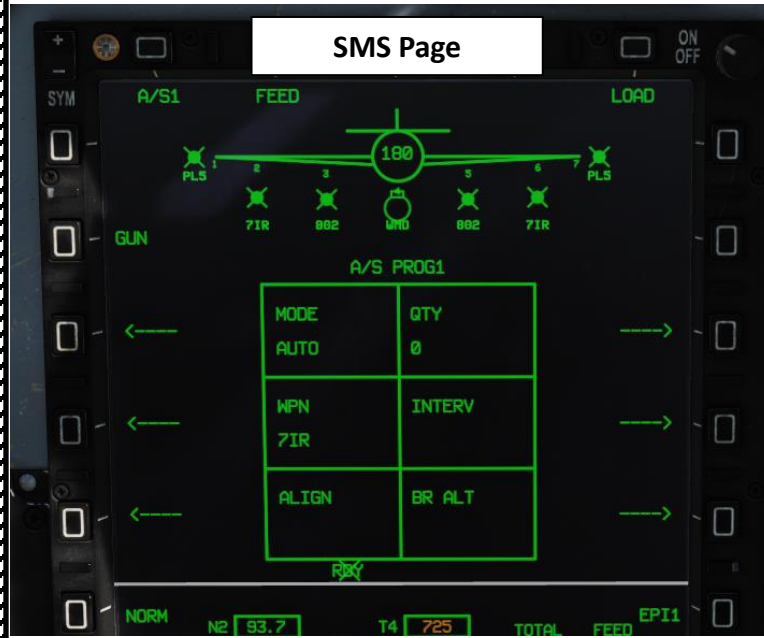 SMS Page
+
-
SYM
ON
OFF
A/S1 FEED LOAD
180
1 2 3 4 5 6 7
PL5 PL5
7IR 802 WMD 802 7IR
GUN
A/S PROG1
MODE QTY
AUTO 0
<---- ---->
WPN INTERV
7IR
<---- ---->
ALIGN BR ALT
<---- ---->
RDY
NORM EPI1
N2 93.7 T4 725 TOTAL FEED